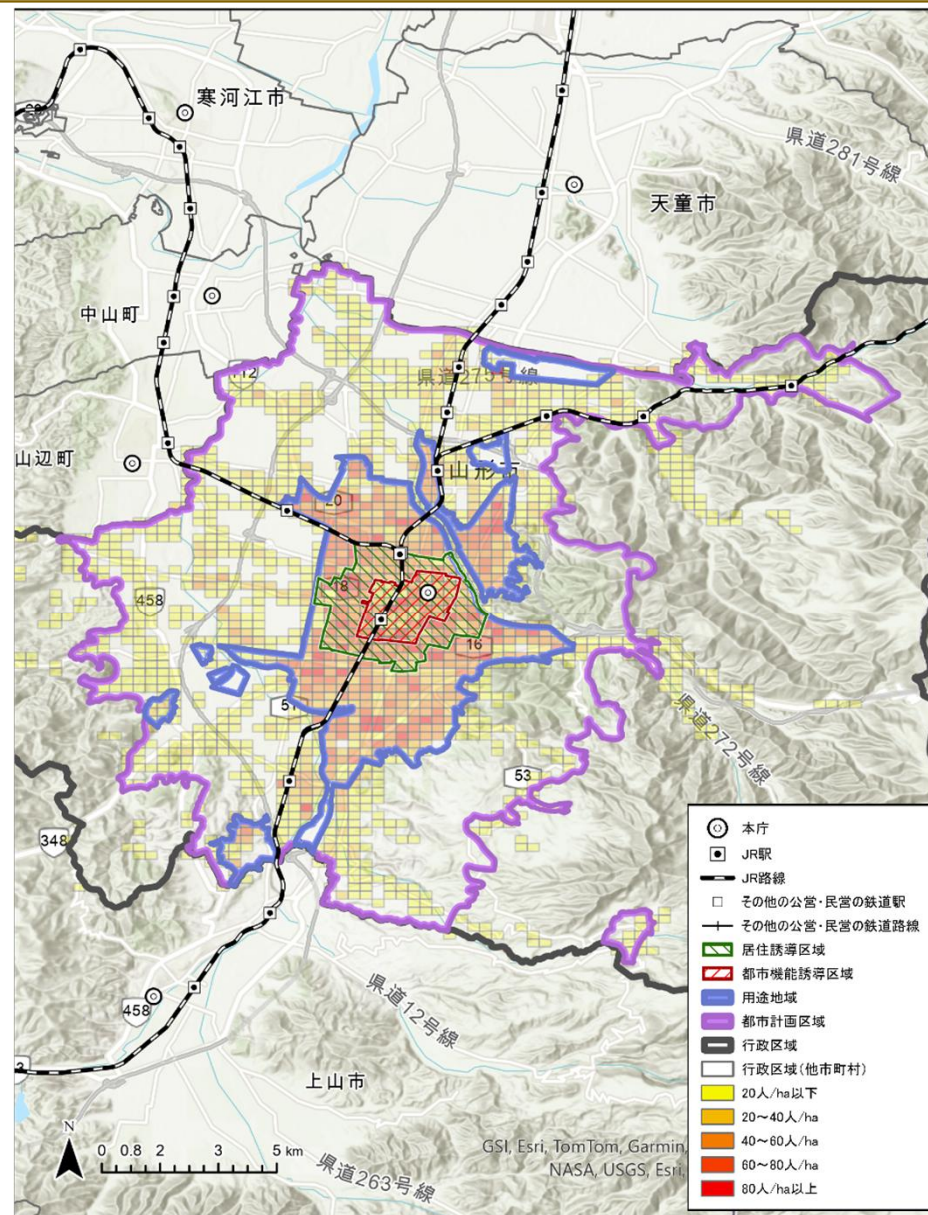 寒河江市
県道281号線
天童市
中山町
112
県道275号線
山辺町
山形市
20
18
458
16
51
県道272号線
53
348
本庁
JR駅
JR路線
その他の公営・民営の鉄道駅
その他の公営・民営の鉄道路線
居住誘導区域
都市機能誘導区域
用途地域
都市計画区域
行政区域
行政区域(他市町村)
20人/ha以下
20～40人/ha
40～60人/ha
60～80人/ha
80人/ha以上
県道12号線
458
上山市
N
0 0.8 2 3 5 km
県道263号線
GSI, Esri, TomTom, Garmin,
NASA, USGS, Esri,